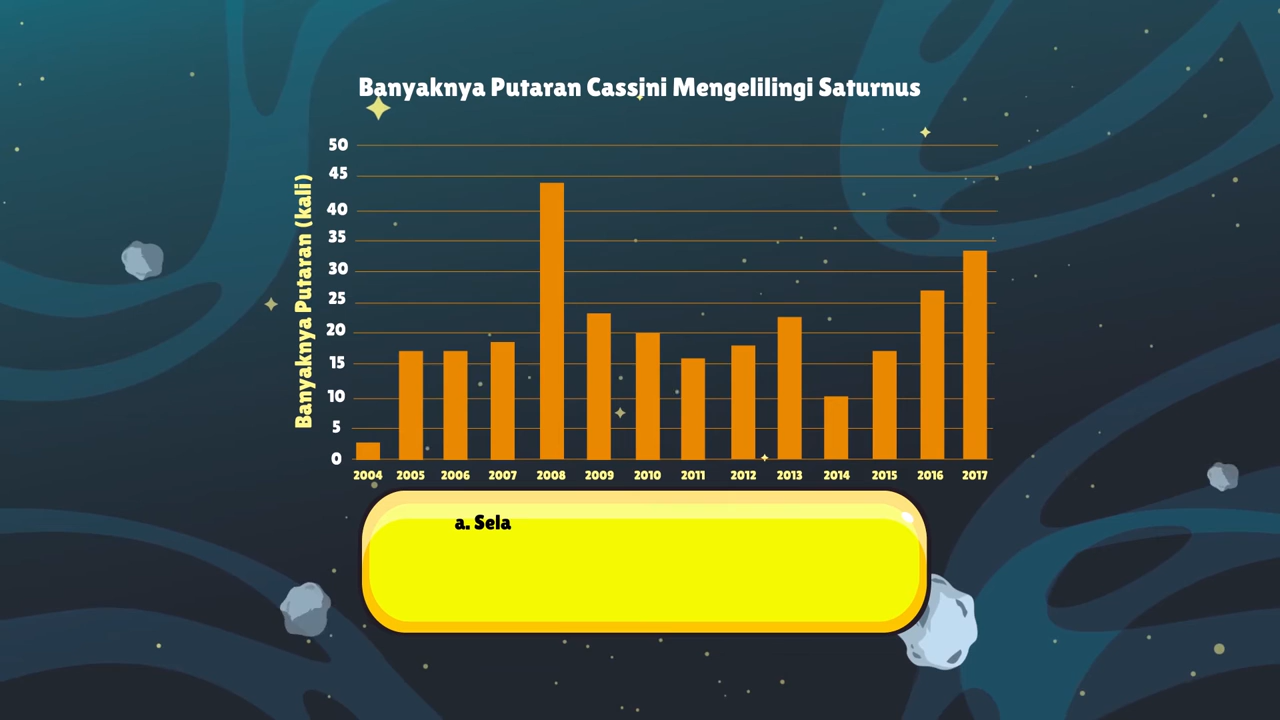 Banyaknya Putaran Cassini Mengelilingi Saturnus
Banyaknya Putaran (kali)
50
45
40
35
30
25
20
15
10
5
0
2004 2005 2006 2007 2008 2009 2010 2011 2012 2013 2014 2015 2016 2017
a. Sela